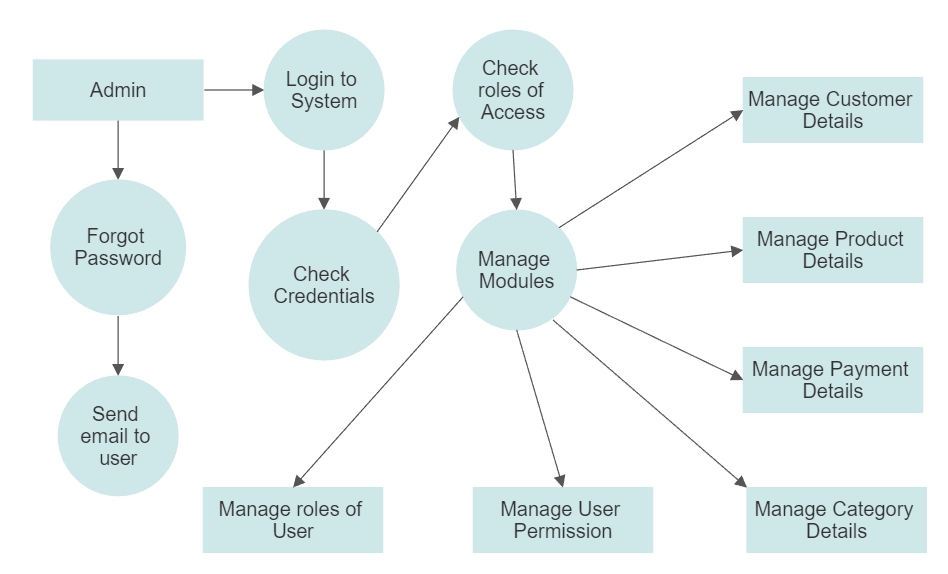 Admin
Login to
System
Check
roles of
Access
Manage Customer
Details
Forgot
Password
Check
Credentials
Manage
Modules
Manage Product
Details
Manage Payment
Details
Send
email to
user
Manage roles of
User
Manage User
Permission
Manage Category
Details